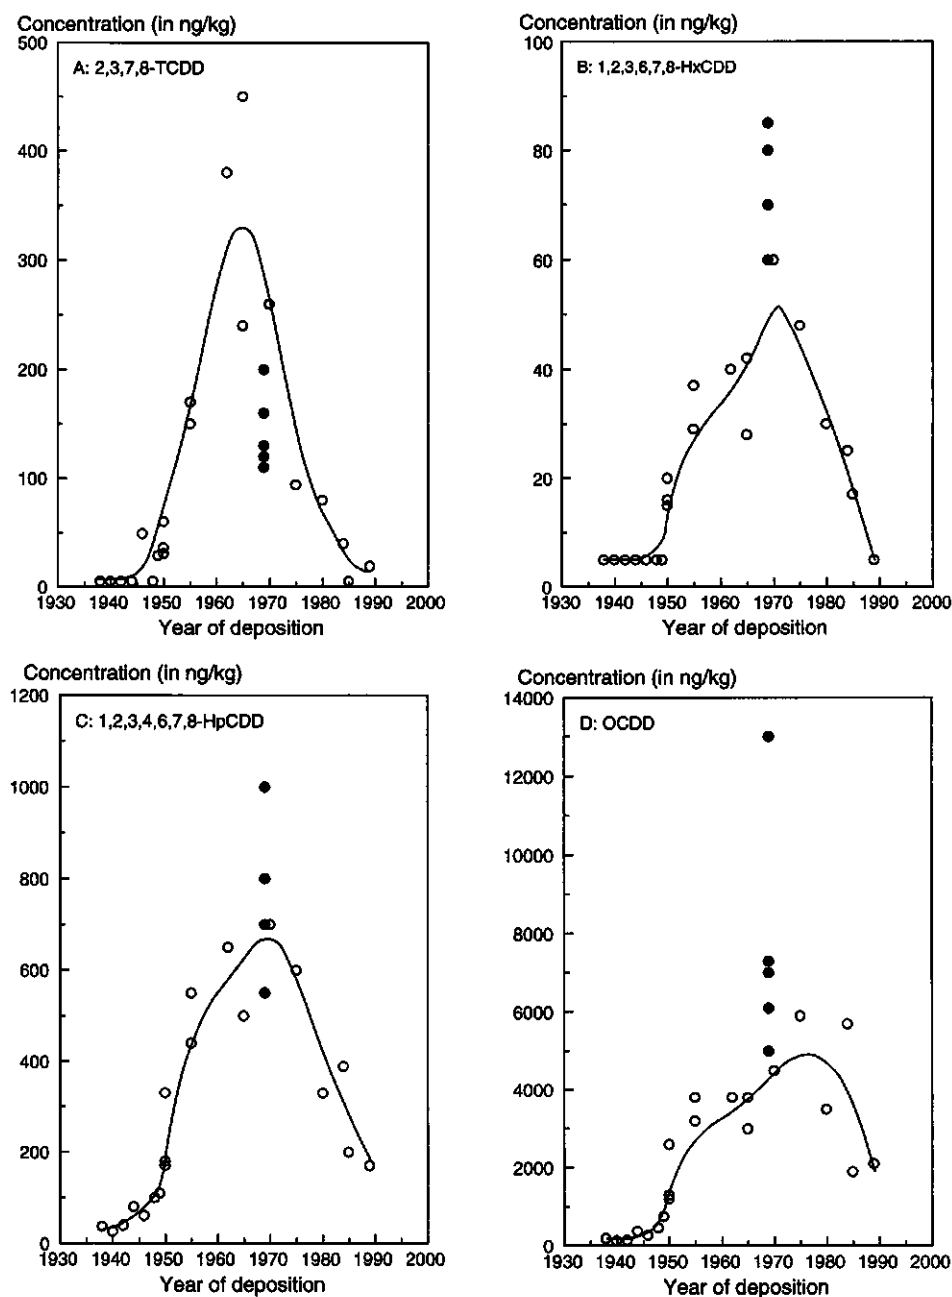 Concentration (in ng/kg)
500
A: 2,3,7,8-TCDD
400
300
200
100
0
1930 1940 1950 1960 1970 1980 1990 2000
Year of deposition
Concentration (in ng/kg)
100
B: 1,2,3,6,7,8-HxCDD
80
60
40
20
0
1930 1940 1950 1960 1970 1980 1990 2000
Year of deposition
Concentration (in ng/kg)
1200
C: 1,2,3,4,6,7,8-HpCDD
1000
800
600
400
200
0
1930 1940 1950 1960 1970 1980 1990 2000
Year of deposition
Concentration (in ng/kg)
14000
D: OCDD
12000
10000
8000
6000
4000
2000
0
1930 1940 1950 1960 1970 1980 1990 2000
Year of deposition